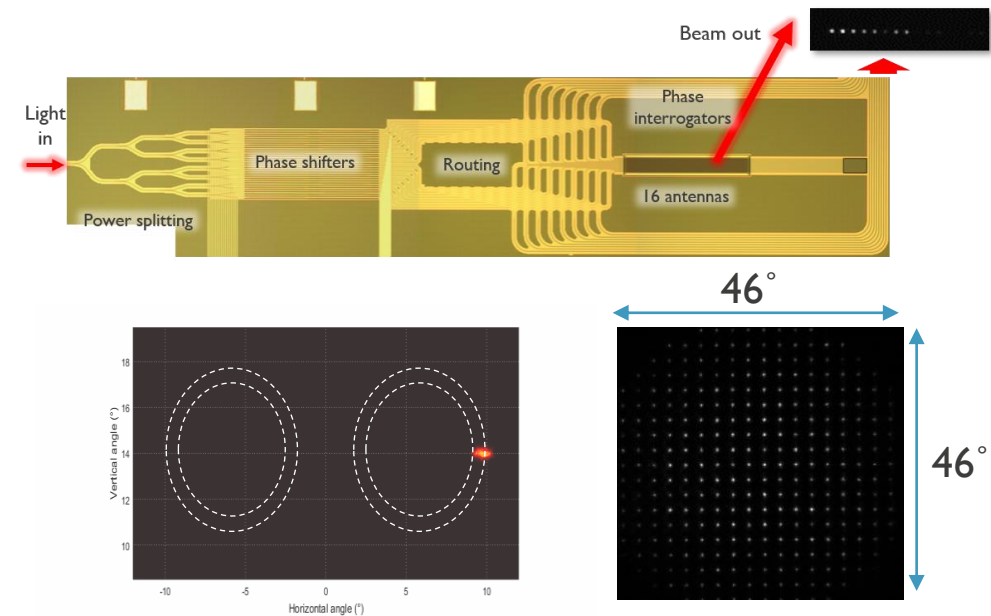 Beam out
Light
in
Phase
interrogators
Phase shifters
Routing
16 antennas
Power splitting
46°
46°
18
16
14
12
10
Vertical angle (°)
-10
-5
0
5
10
Horizontal angle (°)